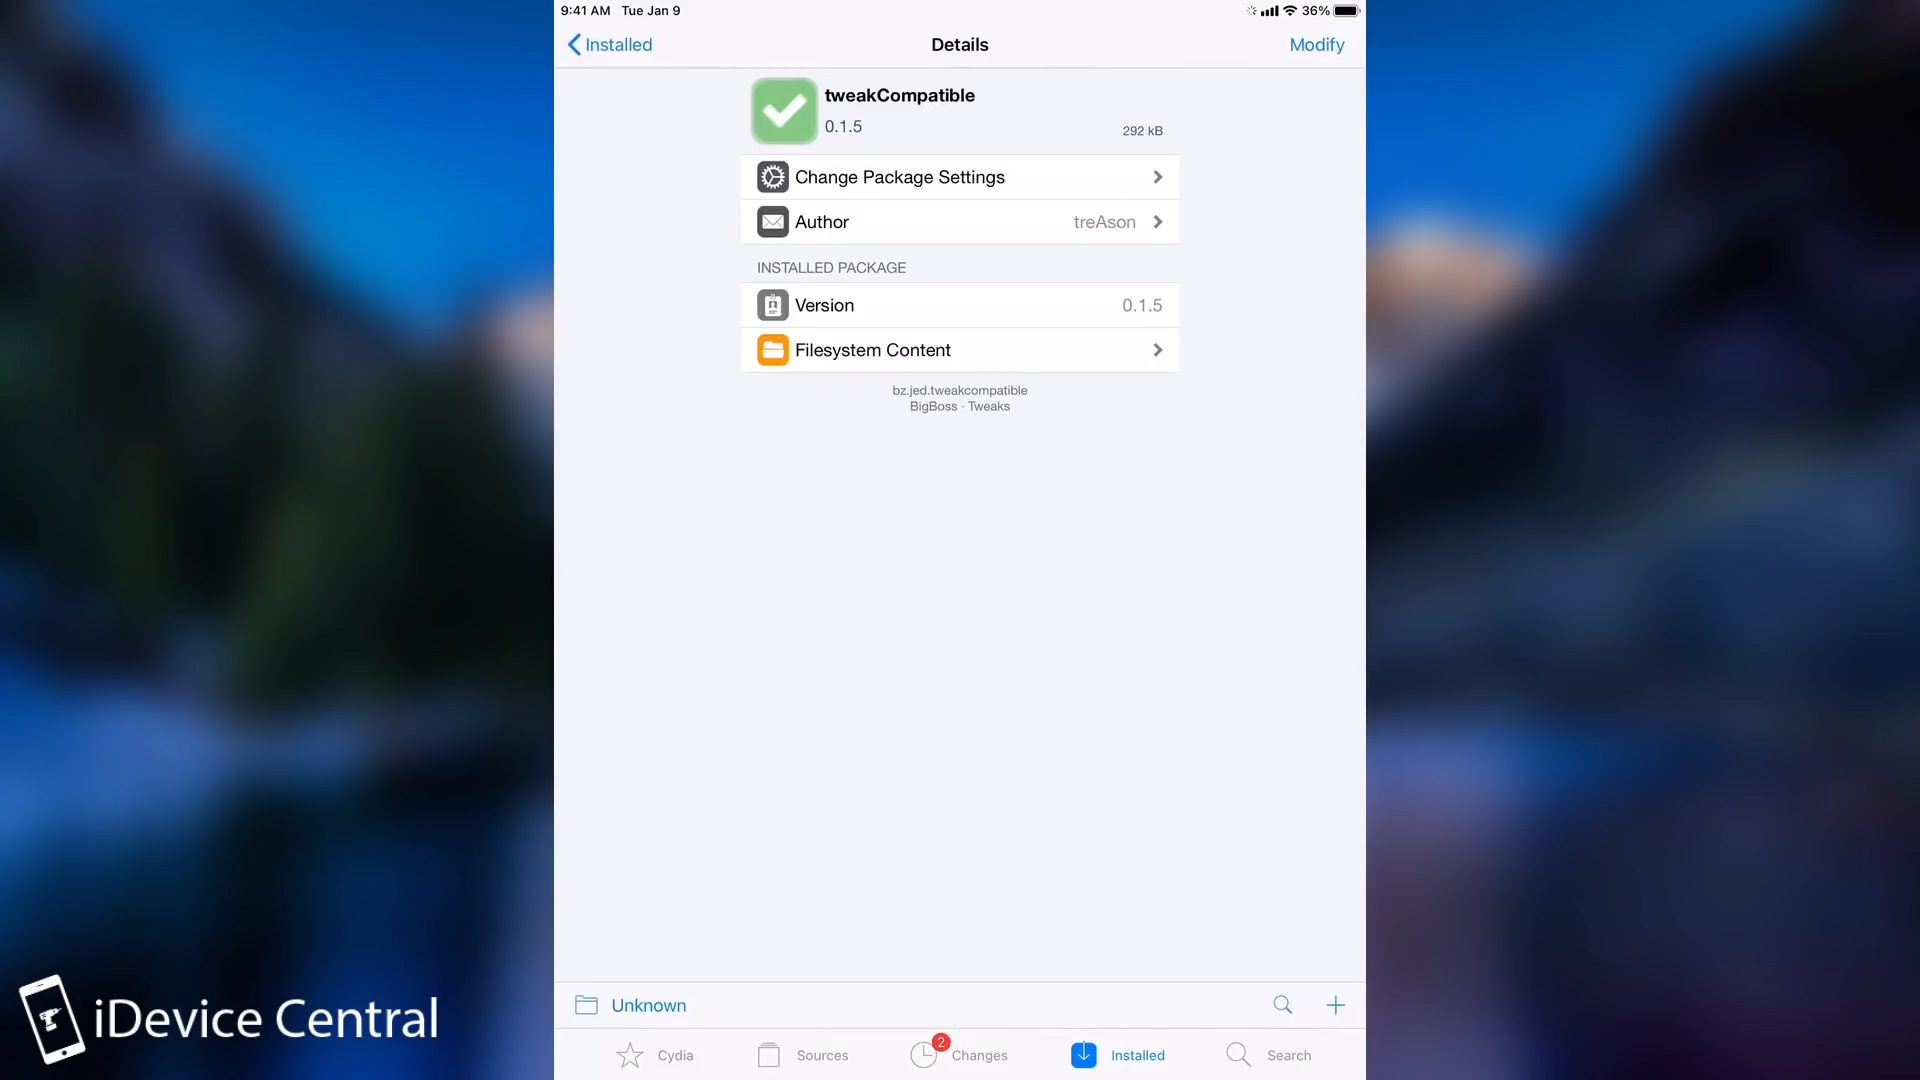 9:41 AM Tue Jan 9
36%
Installed
Details
Modify
tweakCompatible
0.1.5
292 kB
Change Package Settings
Author
treAson
INSTALLED PACKAGE
Version
0.1.5
Filesystem Content
bz.jed.tweakcompatible
BigBoss · Tweaks
Unknown
Cydia
Sources
2
Changes
Installed
Search
iDevice Central